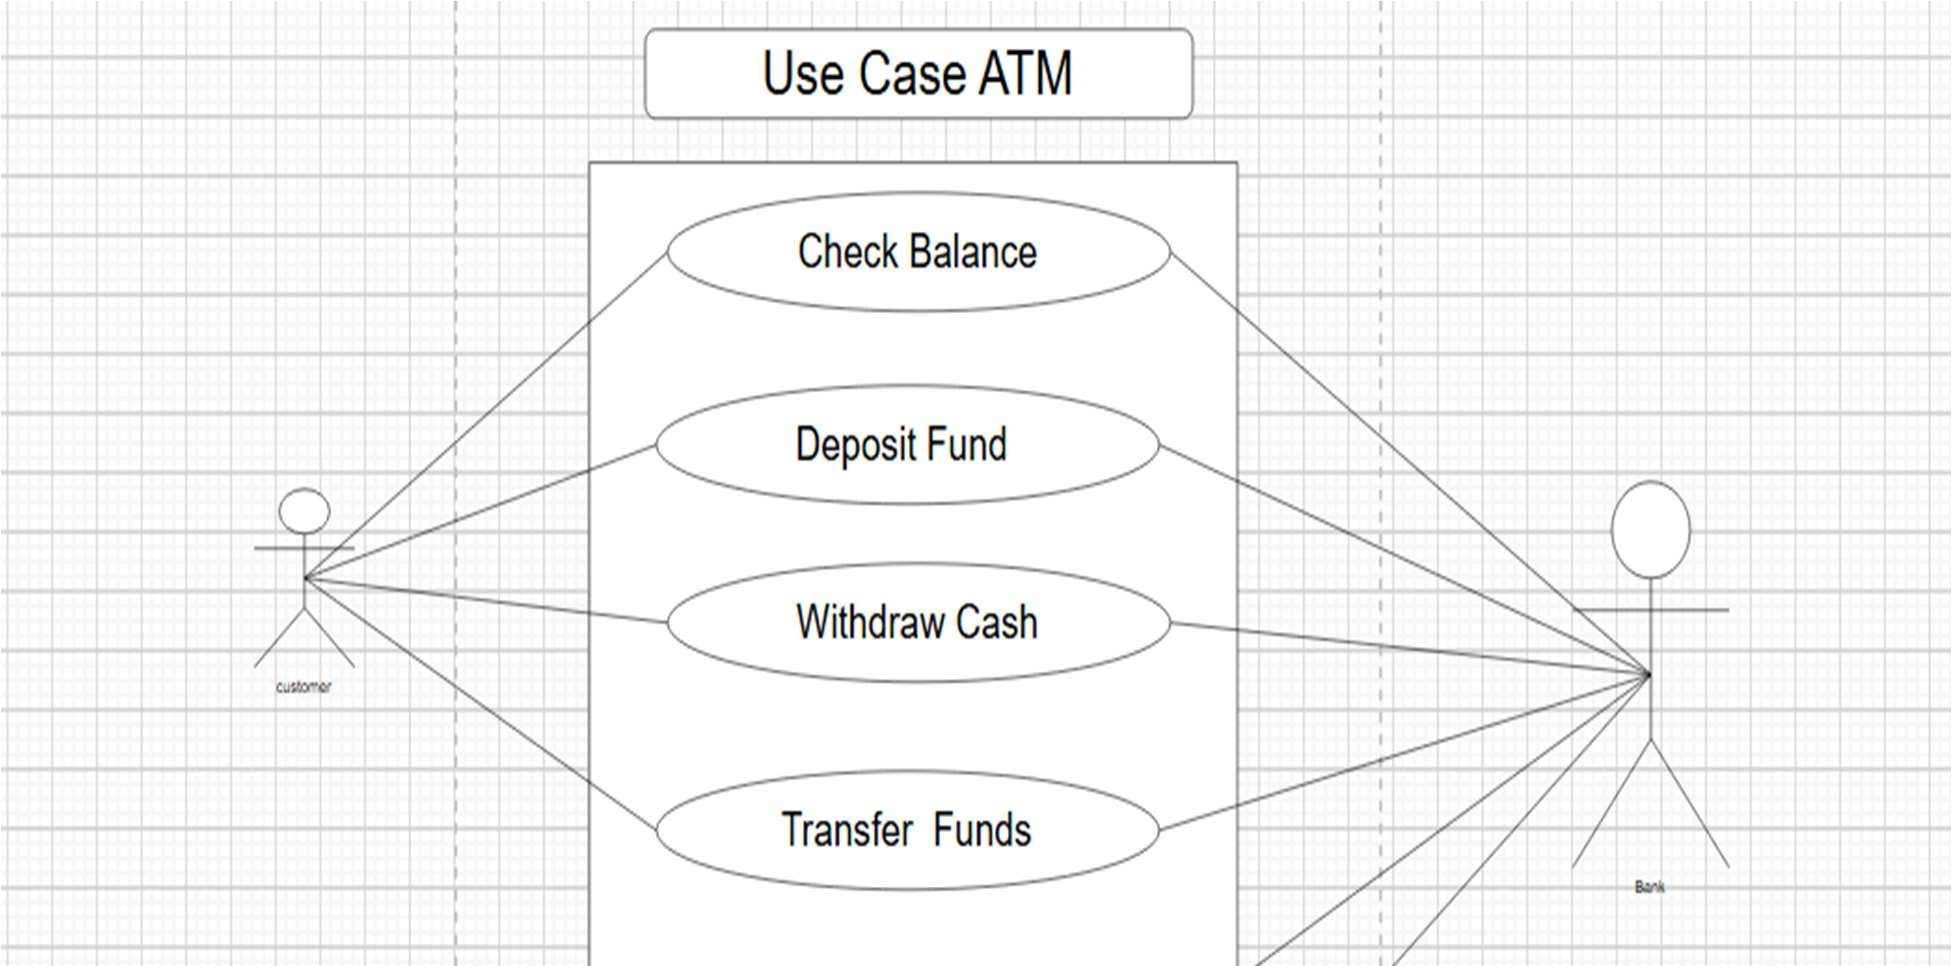 Use Case ATM
Check Balance
Deposit Fund
Withdraw Cash
customer
Transfer Funds
Bank